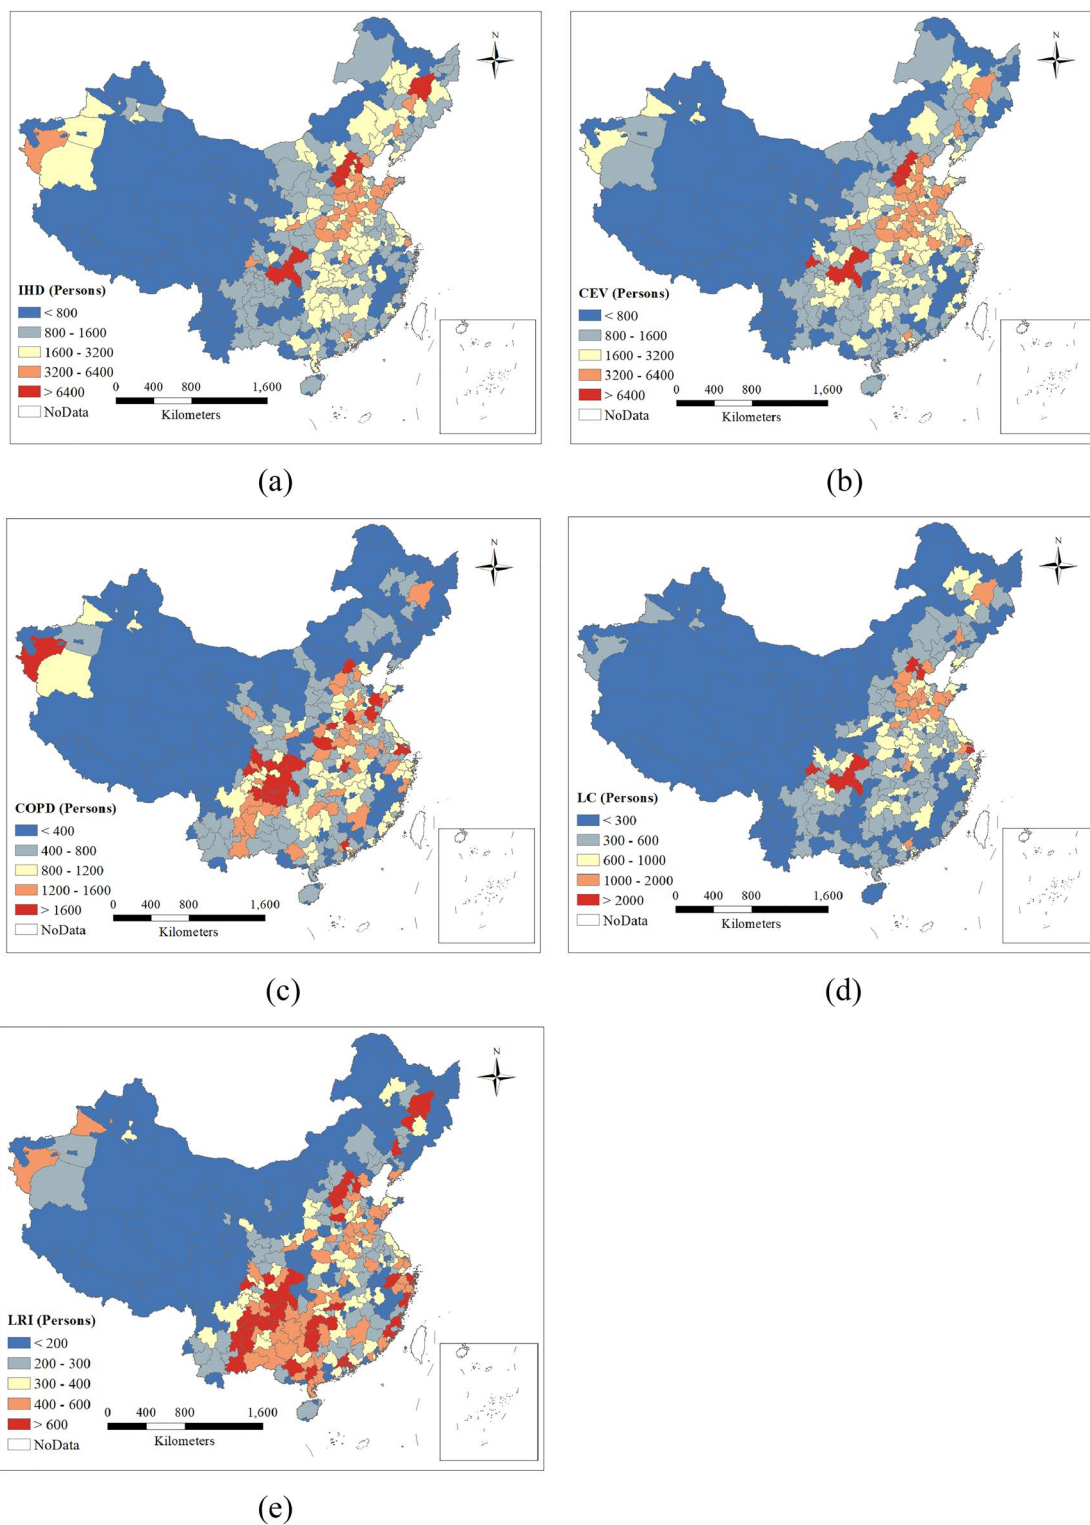 N
IHD (Persons)
< 800
800 - 1600
1600 - 3200
3200 - 6400
> 6400
NoData
0 400 800 1,600
Kilometers
(a)
N
CEV (Persons)
< 800
800 - 1600
1600 - 3200
3200 - 6400
> 6400
NoData
0 400 800 1,600
Kilometers
(b)
N
COPD (Persons)
< 400
400 - 800
800 - 1200
1200 - 1600
> 1600
NoData
0 400 800 1,600
Kilometers
(c)
N
LC (Persons)
< 300
300 - 600
600 - 1000
1000 - 2000
> 2000
NoData
0 400 800 1,600
Kilometers
(d)
N
LRI (Persons)
< 200
200 - 300
300 - 400
400 - 600
> 600
NoData
0 400 800 1,600
Kilometers
(e)